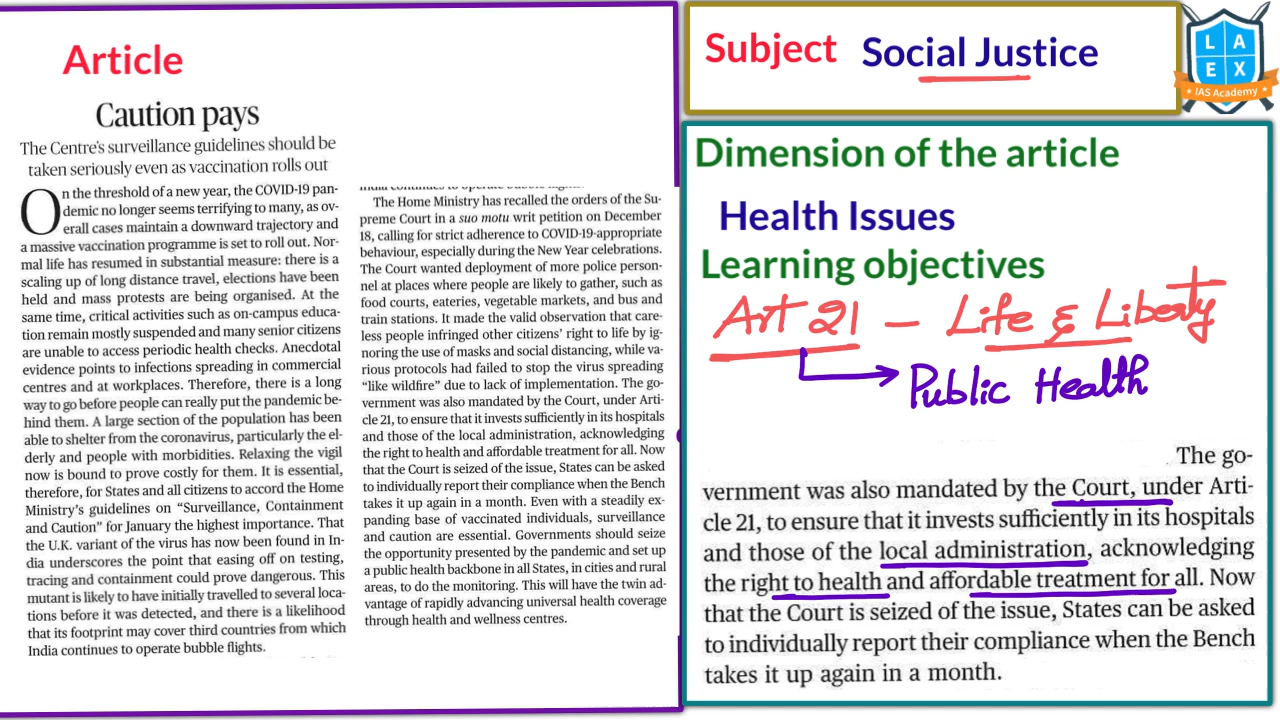 Article
Caution pays
The Centre's surveillance guidelines should be
taken seriously even as vaccination rolls out
On the threshold of a new year, the COVID-19 pan-
demic no longer seems terrifying to many, as ov-
erall cases maintain a downward trajectory and
a massive vaccination programme is set to roll out. Nor-
mal life has resumed in substantial measure: there is a
scaling up of long distance travel, elections have been
held and mass protests are being organised. At the
same time, critical activities such as on-campus educa-
tion remain mostly suspended and many senior citizens
are unable to access periodic health checks. Anecdotal
evidence points to infections spreading in commercial
centres and at workplaces. Therefore, there is a long
way to go before people can really put the pandemic be-
hind them. A large section of the population has been
able to shelter from the coronavirus, particularly the el-
derly and people with morbidities. Relaxing the vigil
now is bound to prove costly for them. It is essential,
therefore, for States and all citizens to accord the Home
Ministry's guidelines on “Surveillance, Containment
and Caution” for January the highest importance. That
the U.K. variant of the virus has now been found in In-
dia underscores the point that easing off on testing,
tracing and containment could prove dangerous. This
mutant is likely to have initially travelled to several loca-
tions before it was detected, and there is a likelihood
that its footprint may cover third countries from which
India continues to operate bubble flights.
India continues to operate bubble flights.
The Home Ministry has recalled the orders of the Su-
preme Court in a suo motu writ petition on December
18, calling for strict adherence to COVID-19-appropriate
behaviour, especially during the New Year celebrations.
The Court wanted deployment of more police person-
nel at places where people are likely to gather, such as
food courts, eateries, vegetable markets, and bus and
train stations. It made the valid observation that care-
less people infringed other citizens' right to life by ig-
noring the use of masks and social distancing, while va-
rious protocols had failed to stop the virus spreading
“like wildfire” due to lack of implementation. The go-
vernment was also mandated by the Court, under Arti-
cle 21, to ensure that it invests sufficiently in its hospitals
and those of the local administration, acknowledging
the right to health and affordable treatment for all. Now
that the Court is seized of the issue, States can be asked
to individually report their compliance when the Bench
takes it up again in a month. Even with a steadily ex-
panding base of vaccinated individuals, surveillance
and caution are essential. Governments should seize
the opportunity presented by the pandemic and set up
a public health backbone in all States, in cities and rural
areas, to do the monitoring. This will have the twin ad-
vantage of rapidly advancing universal health coverage
through health and wellness centres.
Subject Social Justice
L A
E X
IAS Academy
Dimension of the article
Health Issues
Learning objectives
Art 21 – Life & Liberty
Public Health
The go-
vernment was also mandated by the Court, under Arti-
cle 21, to ensure that it invests sufficiently in its hospitals
and those of the local administration, acknowledging
the right to health and affordable treatment for all. Now
that the Court is seized of the issue, States can be asked
to individually report their compliance when the Bench
takes it up again in a month.